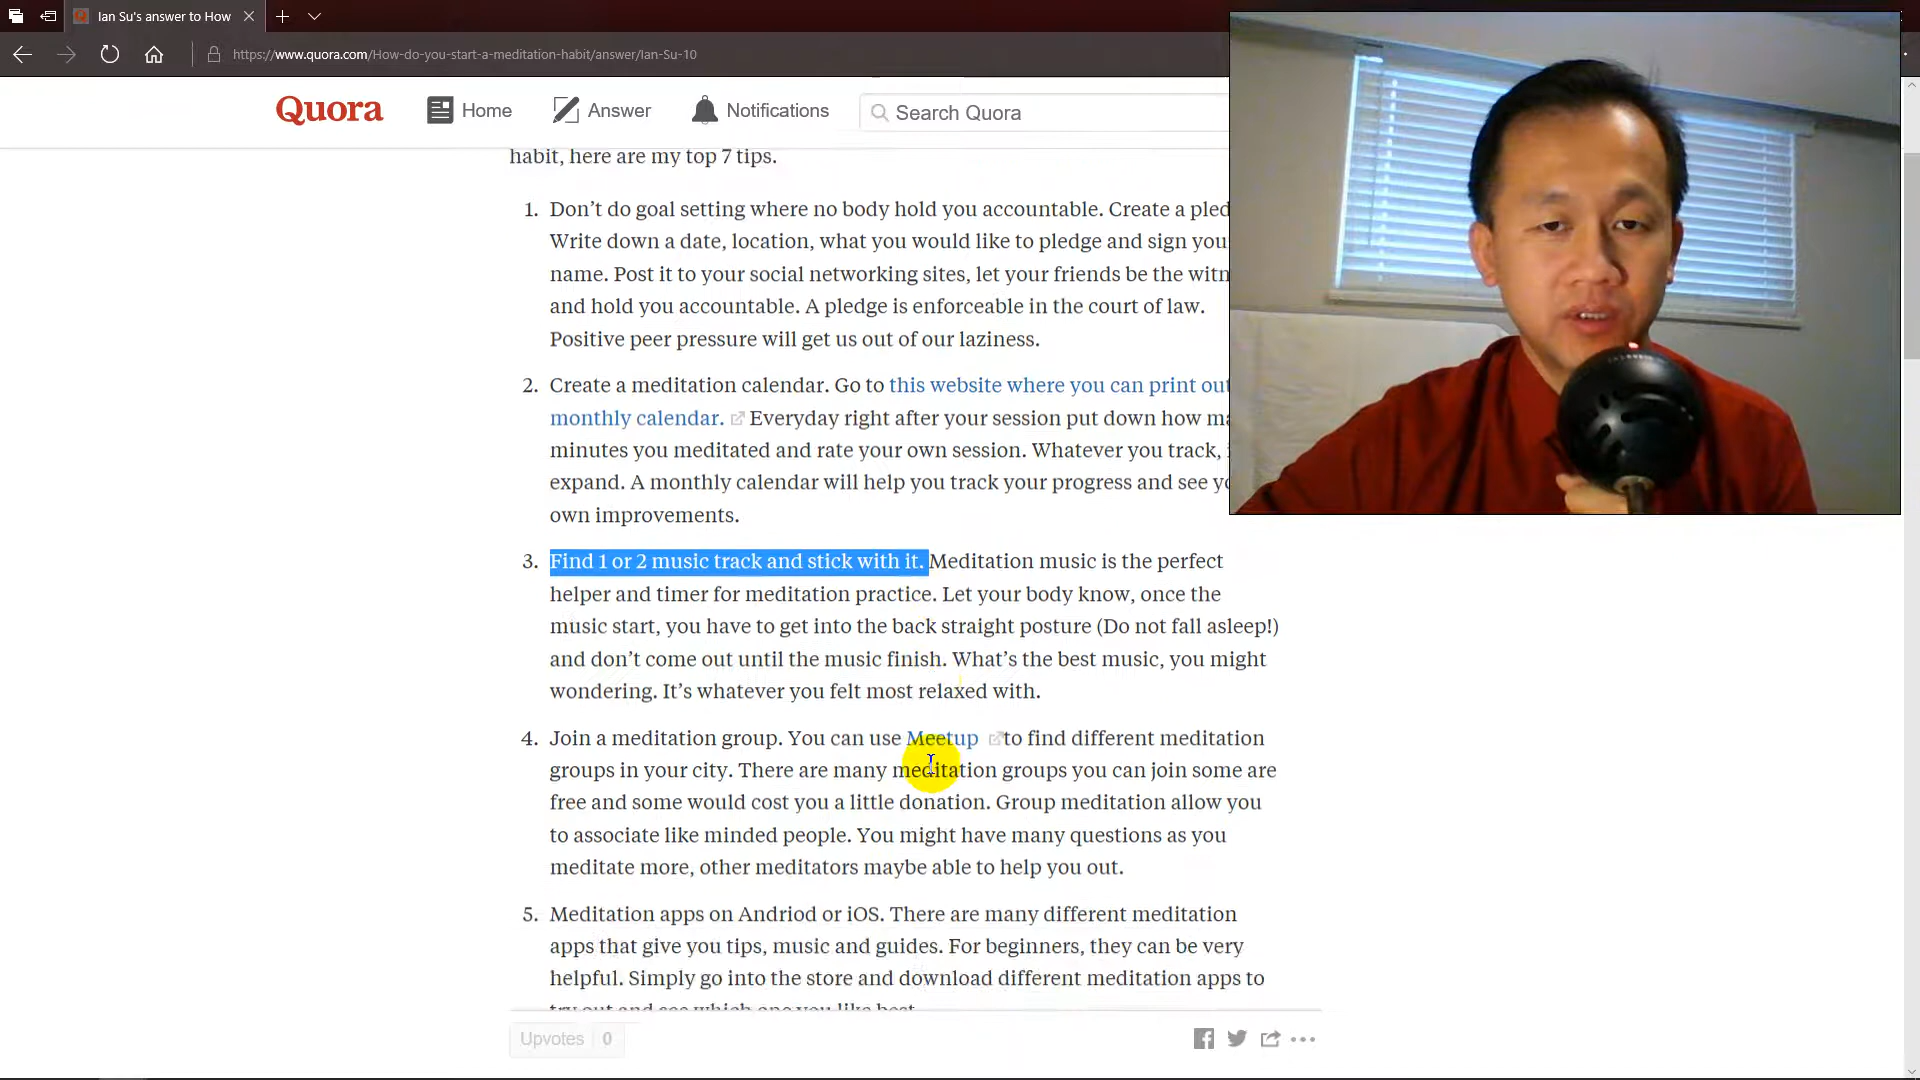 Ian Su's answer to How
https://www.quora.com/How-do-you-start-a-meditation-habit/answer/Ian-Su-10
Quora
Home
Answer
Notifications
Search Quora
habit, here are my top 7 tips.
1. Don’t do goal setting where no body hold you accountable. Create a pled
Write down a date, location, what you would like to pledge and sign you
name. Post it to your social networking sites, let your friends be the witn
and hold you accountable. A pledge is enforceable in the court of law.
Positive peer pressure will get us out of our laziness.
2. Create a meditation calendar. Go to this website where you can print out
monthly calendar. Everyday right after your session put down how ma
minutes you meditated and rate your own session. Whatever you track, i
expand. A monthly calendar will help you track your progress and see yo
own improvements.
3. Find 1 or 2 music track and stick with it. Meditation music is the perfect
helper and timer for meditation practice. Let your body know, once the
music start, you have to get into the back straight posture (Do not fall asleep!)
and don’t come out until the music finish. What’s the best music, you might
wondering. It’s whatever you felt most relaxed with.
4. Join a meditation group. You can use Meetup to find different meditation
groups in your city. There are many meditation groups you can join some are
free and some would cost you a little donation. Group meditation allow you
to associate like minded people. You might have many questions as you
meditate more, other meditators maybe able to help you out.
5. Meditation apps on Andriod or iOS. There are many different meditation
apps that give you tips, music and guides. For beginners, they can be very
helpful. Simply go into the store and download different meditation apps to
try out and see which one you like best.
Upvotes 0